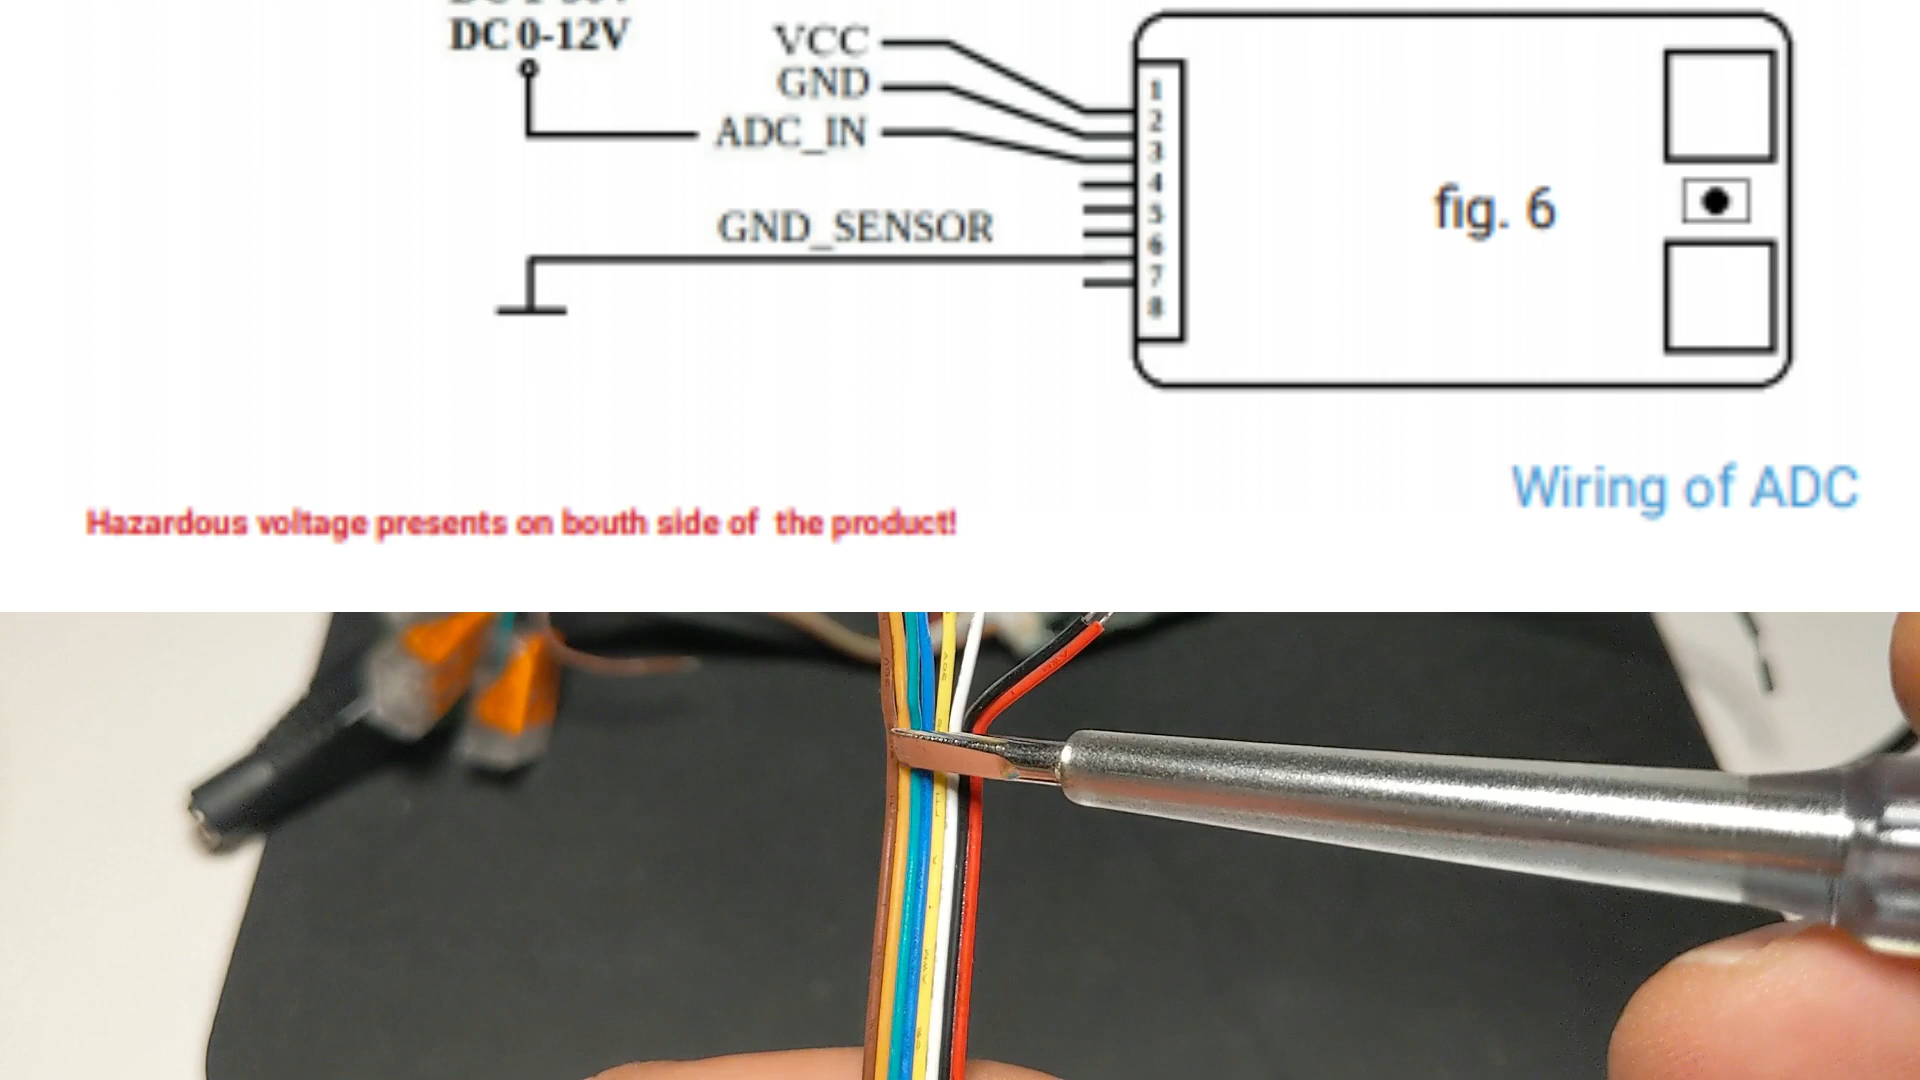 DC 0-12V
VCC
GND
ADC_IN
GND_SENSOR
1
2
3
4
5
6
7
8
fig. 6
Wiring of ADC
Hazardous voltage presents on bouth side of the product!